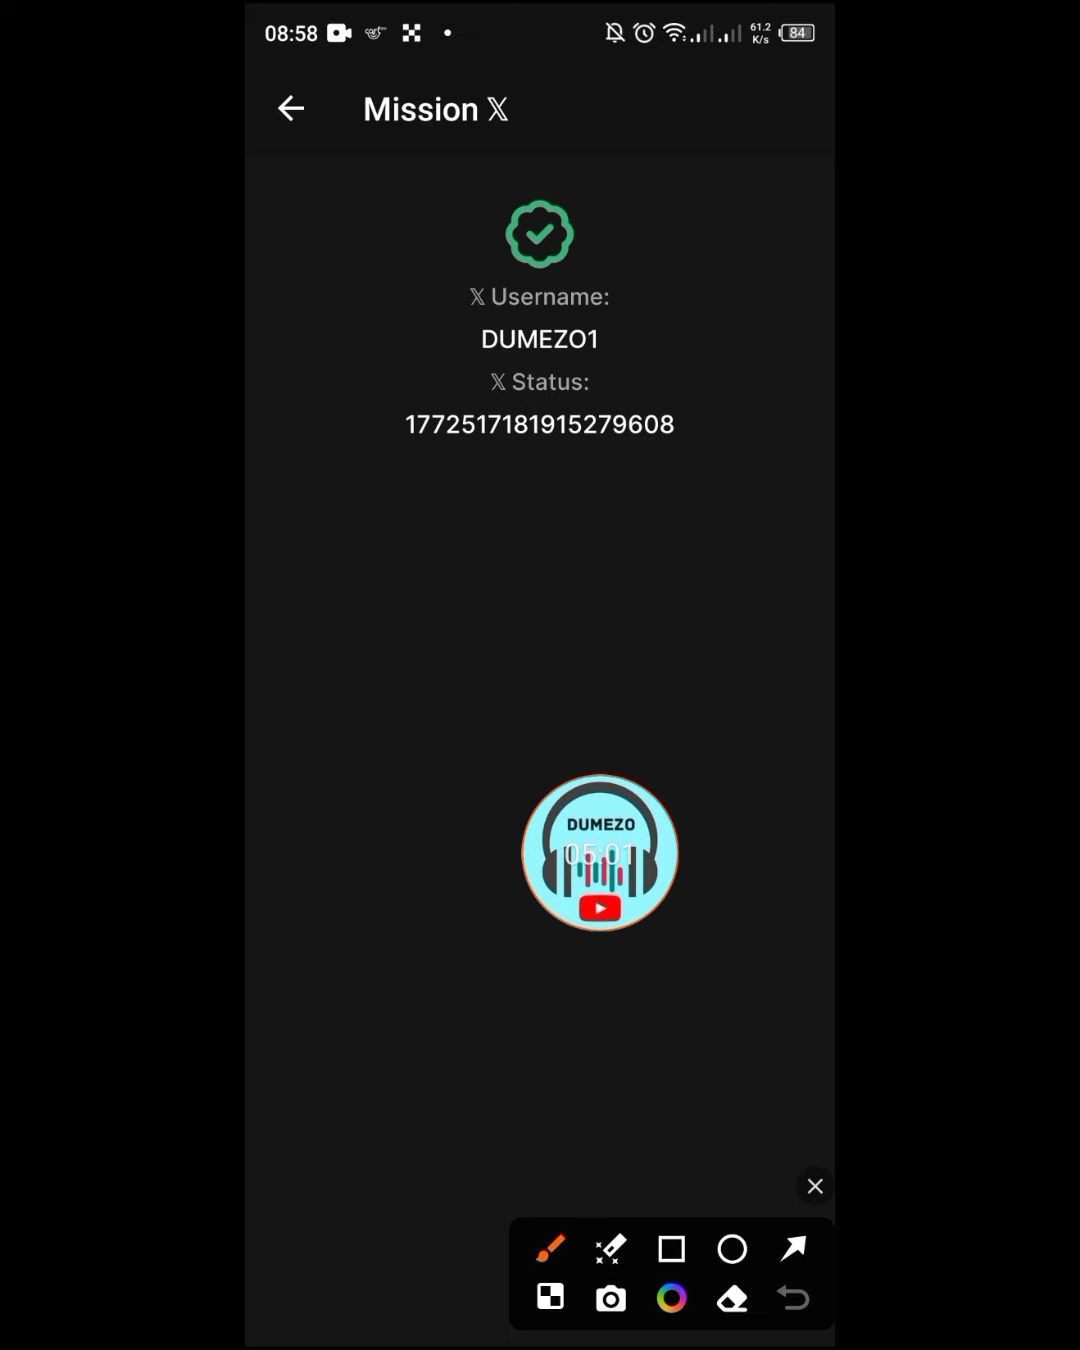 08:58 61.2 K/s 84
Mission 𝕏
𝕏 Username:
DUMEZO1
𝕏 Status:
1772517181915279608
DUMEZO
05:01